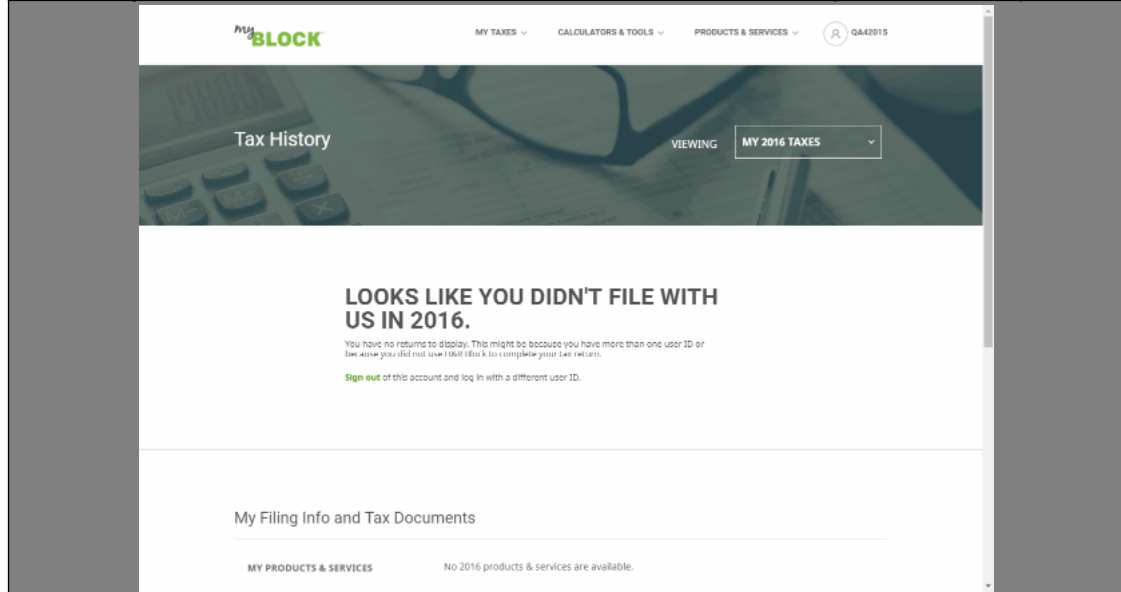 my BLOCK
MY TAXES
CALCULATORS & TOOLS
PRODUCTS & SERVICES
QA42015
Tax History
VIEWING
MY 2016 TAXES
LOOKS LIKE YOU DIDN'T FILE WITH
US IN 2016.
You have no returns to display. This might be because you have more than one user ID or
because you did not use H&R Block to complete your tax return.
Sign out of this account and log in with a different user ID.
My Filing Info and Tax Documents
MY PRODUCTS & SERVICES
No 2016 products & services are available.